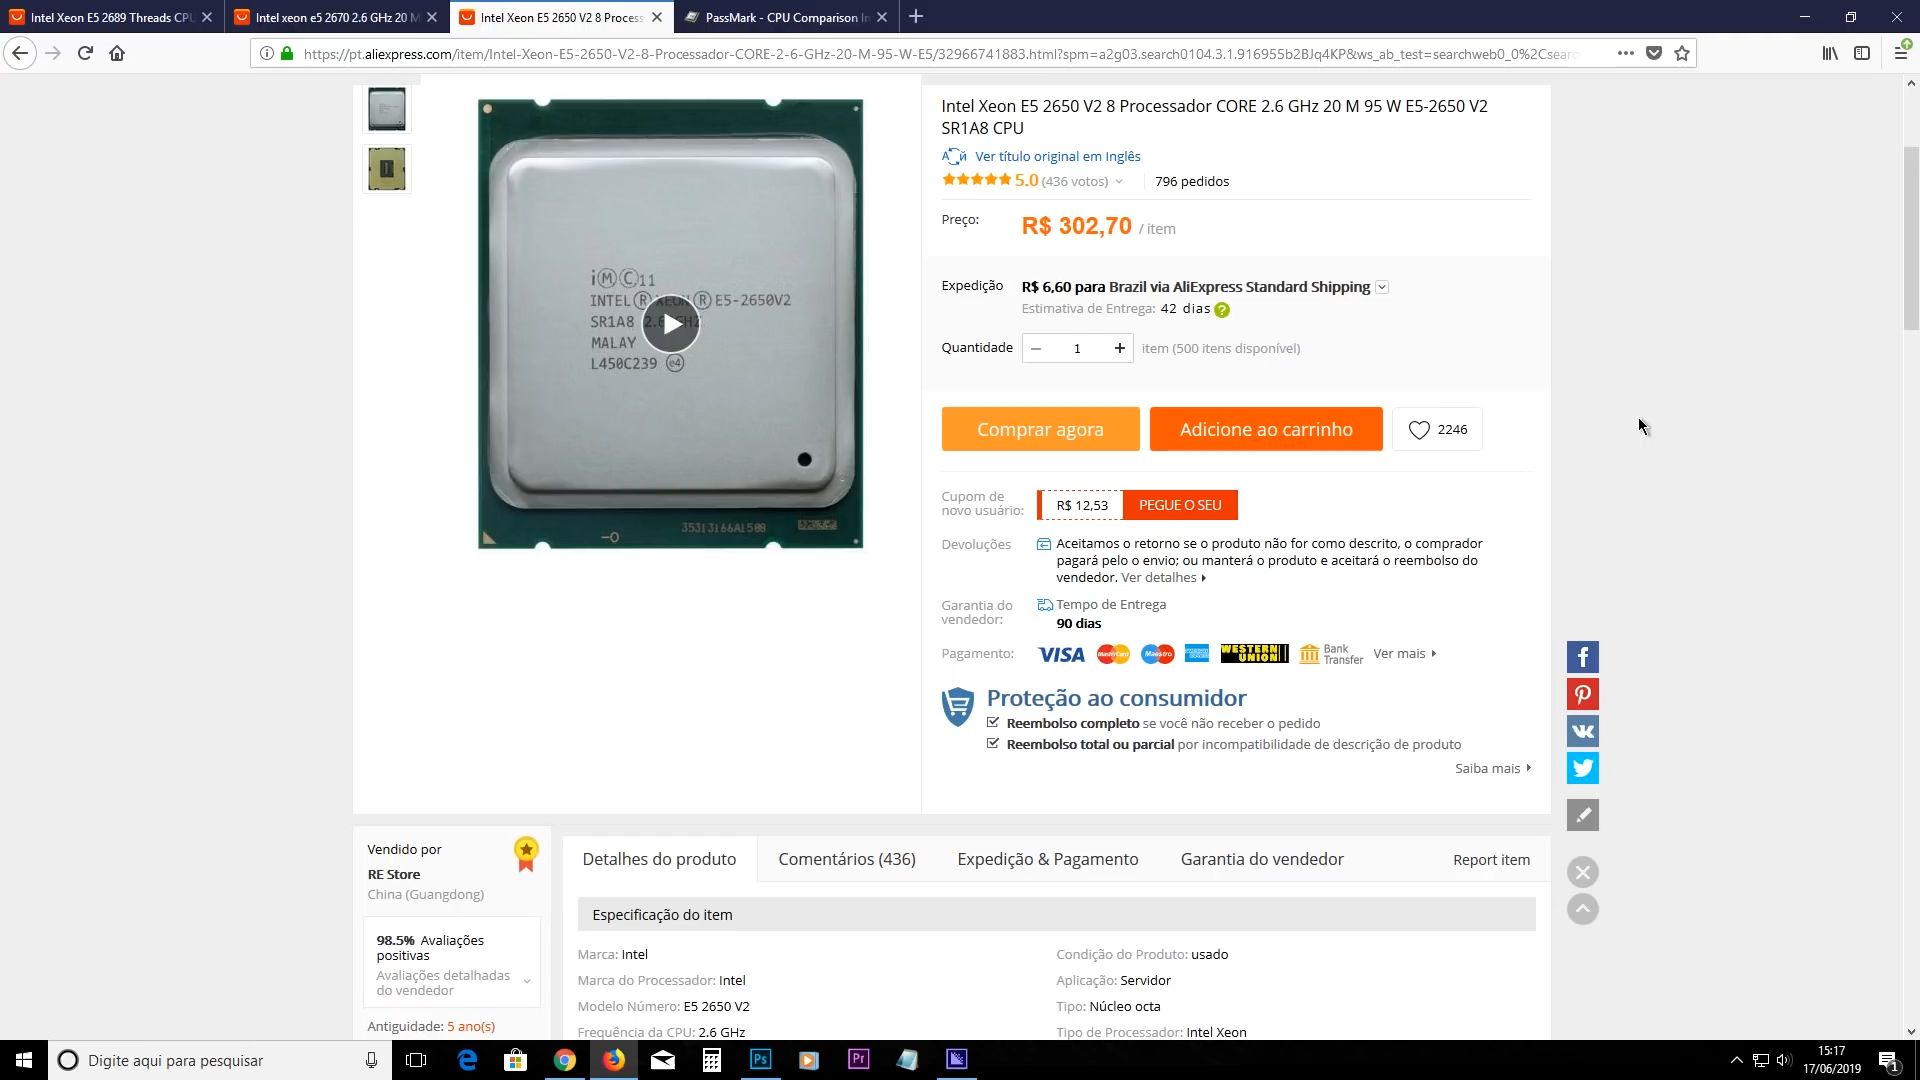 Intel Xeon E5 2689 Threads CPU
Intel xeon e5 2670 2.6 GHz 20 M
Intel Xeon E5 2650 V2 8 Process
PassMark - CPU Comparison In
https://pt.aliexpress.com/item/Intel-Xeon-E5-2650-V2-8-Processador-CORE-2-6-GHz-20-M-95-W-E5/32966741883.html?spm=a2g03.search0104.3.1.916955b2BJq4KP&ws_ab_test=searchweb0_0%2Csearc
INTEL® XEON® E5-2650V2
SR1A8 2.6GHZ
MALAY
L450C239 e4
35313166A1508
Intel Xeon E5 2650 V2 8 Processador CORE 2.6 GHz 20 M 95 W E5-2650 V2
SR1A8 CPU
Ver título original em Inglês
5.0 (436 votos) 796 pedidos
Preço: R$ 302,70 / item
Expedição R$ 6,60 para Brazil via AliExpress Standard Shipping
Estimativa de Entrega: 42 dias ?
Quantidade − 1 + item (500 itens disponível)
Comprar agora Adicione ao carrinho 2246
Cupom de
novo usuário: R$ 12,53 PEGUE O SEU
Devoluções Aceitamos o retorno se o produto não for como descrito, o comprador
pagará pelo o envio; ou manterá o produto e aceitará o reembolso do
vendedor. Ver detalhes
Garantia do
vendedor: Tempo de Entrega
90 dias
Pagamento: VISA MasterCard Maestro WESTERN UNION Bank Transfer Ver mais
Proteção ao consumidor
Reembolso completo se você não receber o pedido
Reembolso total ou parcial por incompatibilidade de descrição de produto
Saiba mais
Vendido por
RE Store
China (Guangdong)
98.5% Avaliações
positivas
Avaliações detalhadas
do vendedor
Antiguidade: 5 ano(s)
Detalhes do produto Comentários (436) Expedição & Pagamento Garantia do vendedor Report item
Especificação do item
Marca: Intel Condição do Produto: usado
Marca do Processador: Intel Aplicação: Servidor
Modelo Número: E5 2650 V2 Tipo: Núcleo octa
Frequência da CPU: 2.6 GHz Tipo de Processador: Intel Xeon
Digite aqui para pesquisar
Ps
Pr
15:17
17/06/2019
1